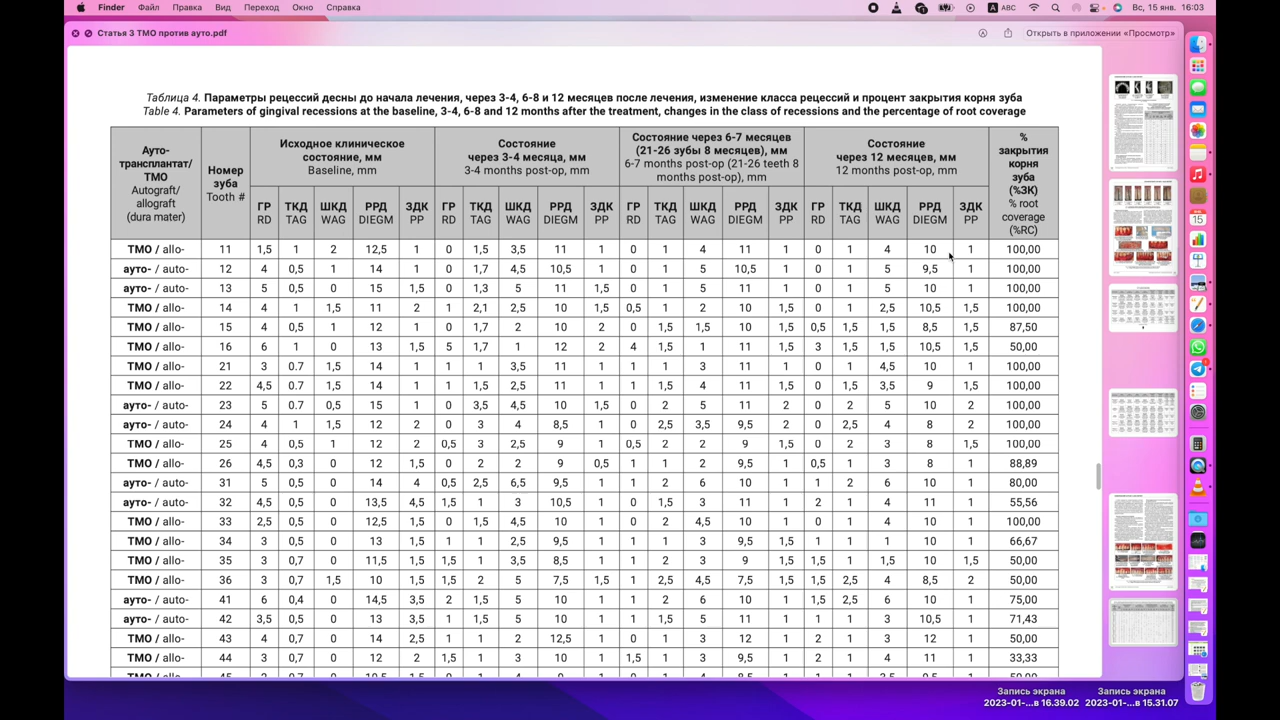 Finder Файл Правка Вид Переход Окно Справка A АВС Вс, 15 янв. 16:03
Статья 3 ТМО против ауто.pdf Открыть в приложении «Просмотр»
Таблица 4. Параметры рецессий десны до начала лечения, через 3-4, 6-8 и 12 месяцев после лечения, изменение класса рецессий и процент закрытия корня зуба
Table 4. Parameters of gingival recessions at the baseline, 3-4, 6-8 and 12 months after the treatment, changes in the class of recessions and the percentage of root coverage
Ауто-трансплантат/ ТМО Autograft/ allograft (dura mater)
Номер зуба Tooth #
Исходное клиническое состояние, мм Baseline, mm
Состояние через 3-4 месяца, мм 3-4 months post-op, mm
Состояние через 6-7 месяцев (21-26 зубы 8 месяцев), мм 6-7 months post-op (21-26 teeth 8 months post-op), mm
Состояние через 12 месяцев, мм 12 months post-op, mm
% закрытия корня зуба (%ЗК) % root coverage (%RC)
ГР ТКД ШКД РРД ЗДК ГР ТКД ШКД РРД ЗДК ГР ТКД ШКД РРД ЗДК ГР ТКД ШКД РРД ЗДК
RD TAG WAG DIEGM PP RD TAG WAG DIEGM PP RD TAG WAG DIEGM PP RD TAG WAG DIEGM PP
ТМО / allo- 11 1,5 1 2 12,5 1 0 1,5 3,5 11 1 0 1 4 11 1 0 1 4 10 1 100,00
ауто- / auto- 12 4 0,5 1 14 1 0 1,7 4,5 10,5 1 0 1 5 10,5 1 0 1 5 9,5 1 100,00
ауто- / auto- 13 5 0,5 0 15 1,5 0 1,3 5 11 1,5 0 1 5 11 1 0 1 5 10 1 100,00
ТМО / allo- 14 4 1 1,5 11 2 0 2,1 2,5 10 1,5 0,5 1 2 10 1,5 0 1 2,5 10,5 1,5 100,00
ТМО / allo- 15 4 0,5 1 12 1 0 1,7 2 10 2 0 1,5 1,5 10 1,5 0,5 1,5 1,5 8,5 1,5 87,50
ТМО / allo- 16 6 1 0 13 1,5 5 1,7 1 12 2 4 1,5 1 11 1,5 3 1,5 1,5 10,5 1,5 50,00
ТМО / allo- 21 3 0.7 1,5 14 1 1 1 3,5 11 1 1 1 3 11 1 0 1 4,5 10 1 100,00
ТМО / allo- 22 4,5 0.7 1,5 14 1 1 1,5 2,5 11 1 1 1,5 4 11 1,5 0 1,5 3,5 9 1,5 100,00
ауто- / auto- 23 5 0.7 0,5 15 1 0 3,5 4,5 10 1,5 0 2 5 11 2 0 2 5 10 2 100,00
ауто- / auto- 24 4 1 1,5 12 2 0 3 4 8,5 1 0 2,5 3,5 9,5 2 0 2,5 4 8 2 100,00
ТМО / allo- 25 4 0,5 1 12 2 0,5 3 2,5 9 1 0,5 2 3 9 1,5 0 2 3 8 1,5 100,00
ТМО / allo- 26 4,5 0,3 0 12 1,5 0 2 2 9 0,5 1 1 2 9,5 1 0,5 1 3 8 1 88,89
ауто- / auto- 31 5 0,5 0 14 4 0,5 2,5 6,5 9,5 1 1 2 6 10 1 1 2 6 10 1 80,00
ауто- / auto- 32 4,5 0,5 0 13,5 4,5 1,5 1 3 10,5 1 1 1,5 3 11 1 2 1 4 11 1 55,56
ТМО / allo- 33 2,5 0,5 0 12,5 1,5 0 1,5 4,5 10 1 0 2 4,5 10 1 0 1 4 10 1 100,00
ТМО / allo- 34 3 0,5 0 13 1,5 1 1 2,5 9,5 1 1 1 3 9,5 1,5 1 1 1 10 1 66,67
ТМО / allo- 35 3 0,7 0 11,5 1,5 1,5 1 3,5 8,5 1 1 2 3 9 1,5 1,5 1 1,5 10 1 50,00
ТМО / allo- 36 3 0,7 1,5 10 1,5 1,5 2 4 7,5 1,5 1 2,5 4,5 7,5 1,5 1,5 2,5 4 8,5 2 50,00
ауто- / auto- 41 6 0,4 0 14,5 3,5 2 1,5 5 10 1 1 2 6 10 1 1,5 2,5 6 10 1 75,00
ауто- / auto- 42 3,5 0,5 0 13 3,5 1 1,5 5 10 1 1 1,5 5 10 1 1 1 3 10,5 1 71,43
ТМО / allo- 43 4 0,7 0 14 2,5 1 1 2 12,5 1 1 1 3 12 1 2 1 3 12 1 50,00
ТМО / allo- 44 3 0,7 0 12 2 1,5 1 3 10 1 1,5 1 3 9,5 1 2 1 4 11 1 33,33
Запись экрана Запись экрана
2023-01-...в 16.39.02 2023-01-...в 15.31.07